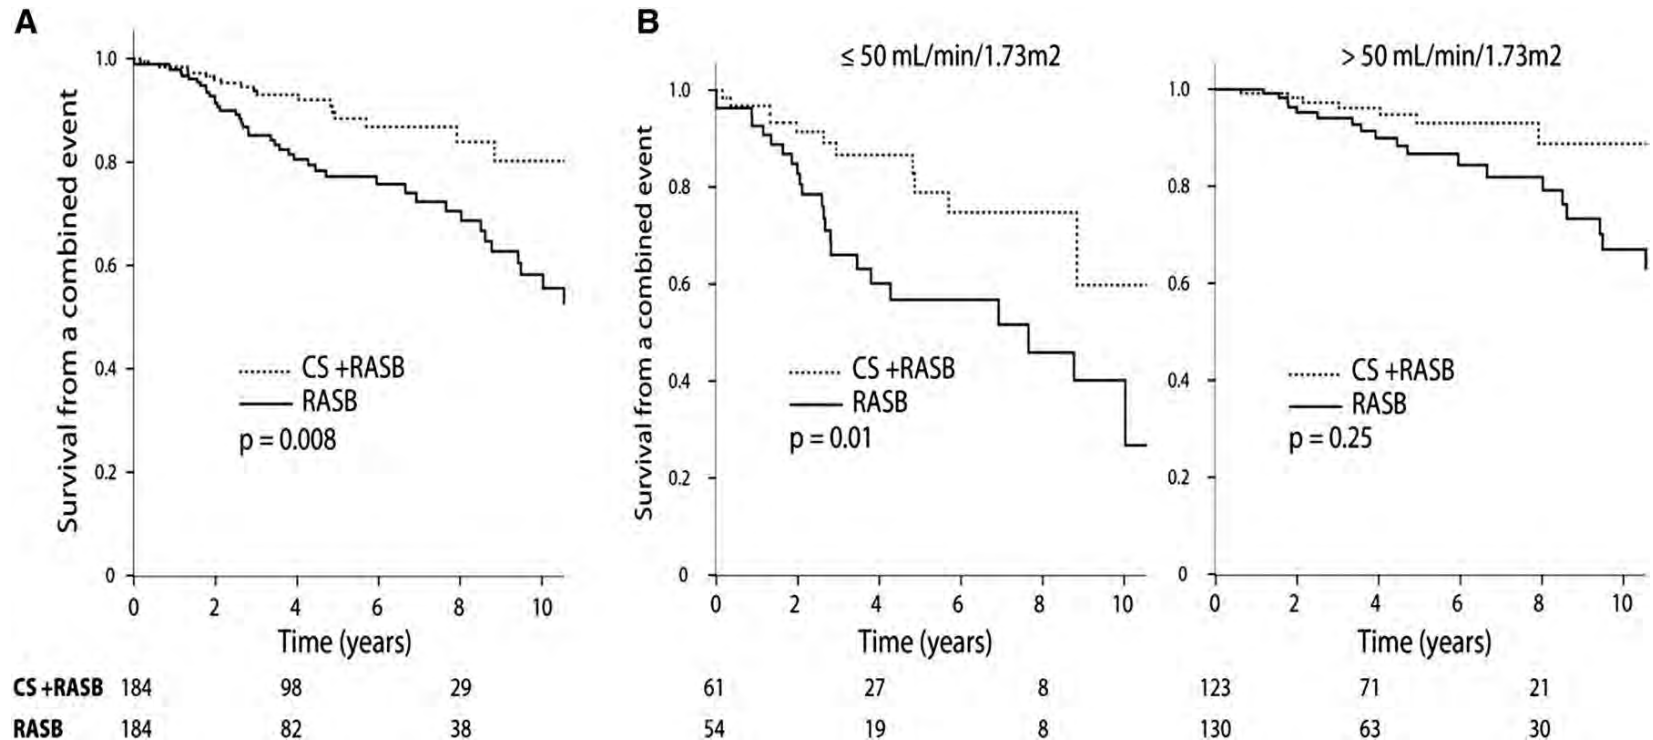 A
Survival from a combined event
1.0
0.8
0.6
0.4
0.2
0
CS +RASB
RASB
p = 0.008
0 2 4 6 8 10
Time (years)
B
≤ 50 mL/min/1.73m2
Survival from a combined event
1.0
0.8
0.6
0.4
0.2
0
CS +RASB
RASB
p = 0.01
0 2 4 6 8 10
Time (years)
> 50 mL/min/1.73m2
1.0
0.8
0.6
0.4
0.2
0
CS +RASB
RASB
p = 0.25
0 2 4 6 8 10
Time (years)
CS +RASB 184 98 29 61 27 8 123 71 21
RASB 184 82 38 54 19 8 130 63 30